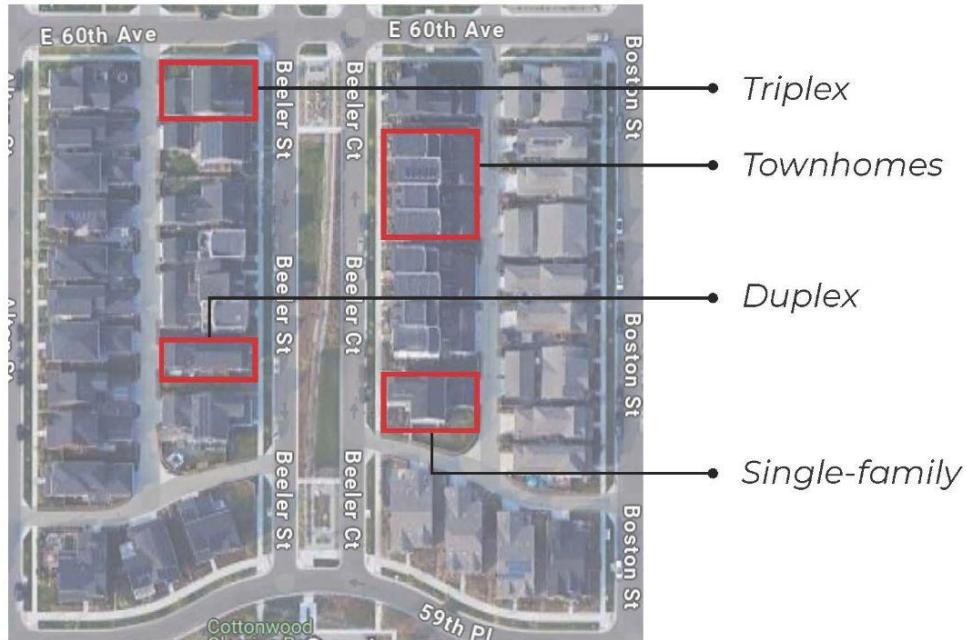 E 60th Ave
E 60th Ave
Beeler St
Beeler Ct
Boston St
Triplex
Townhomes
Beeler St
Beeler Ct
Duplex
Boston St
Single-family
Beeler St
Beeler Ct
Boston St
59th Pl
Cottonwood